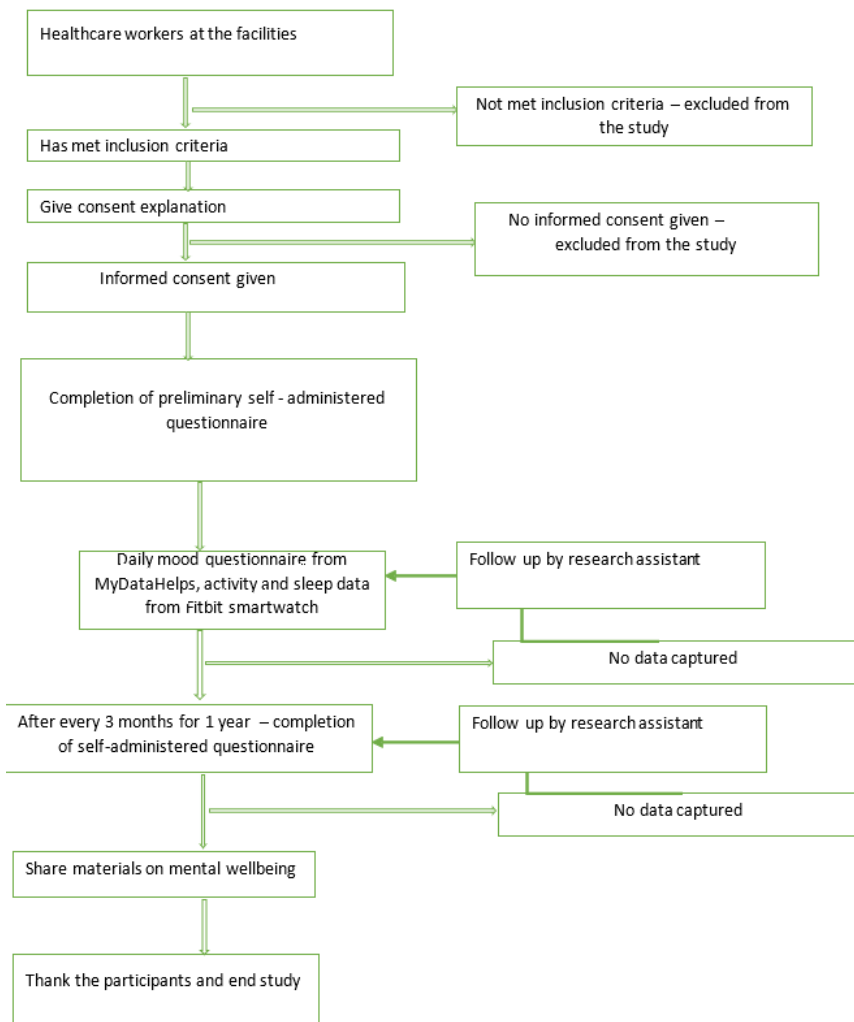 Healthcare workers at the facilities
Not met inclusion criteria – excluded from
the study
Has met inclusion criteria
Give consent explanation
No informed consent given –
excluded from the study
Informed consent given
Completion of preliminary self - administered
questionnaire
Daily mood questionnaire from
MyDataHelps, activity and sleep data
from Fitbit smartwatch
Follow up by research assistant
No data captured
After every 3 months for 1 year – completion
of self-administered questionnaire
Follow up by research assistant
No data captured
Share materials on mental wellbeing
Thank the participants and end study